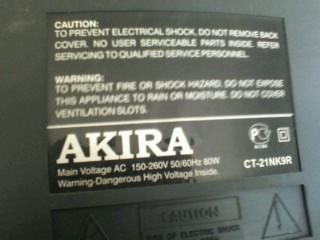 CAUTION:
TO PREVENT ELECTRICAL SHOCK, DO NOT REMOVE BACK
COVER. NO USER SERVICEABLE PARTS INSIDE. REFER
SERVICING TO QUALIFIED SERVICE PERSONNEL.
WARNING:
TO PREVENT FIRE OR SHOCK HAZARD, DO NOT EXPOSE
THIS APPLIANCE TO RAIN OR MOISTURE. DO NOT COVER
VENTILATION SLOTS.
AKIRA
Main Voltage AC 150-260V 50/60Hz 80W
Warning-Dangerous High Voltage Inside.
CT-21NK9R
CAUTION
RISK OF ELECTRIC SHOCK